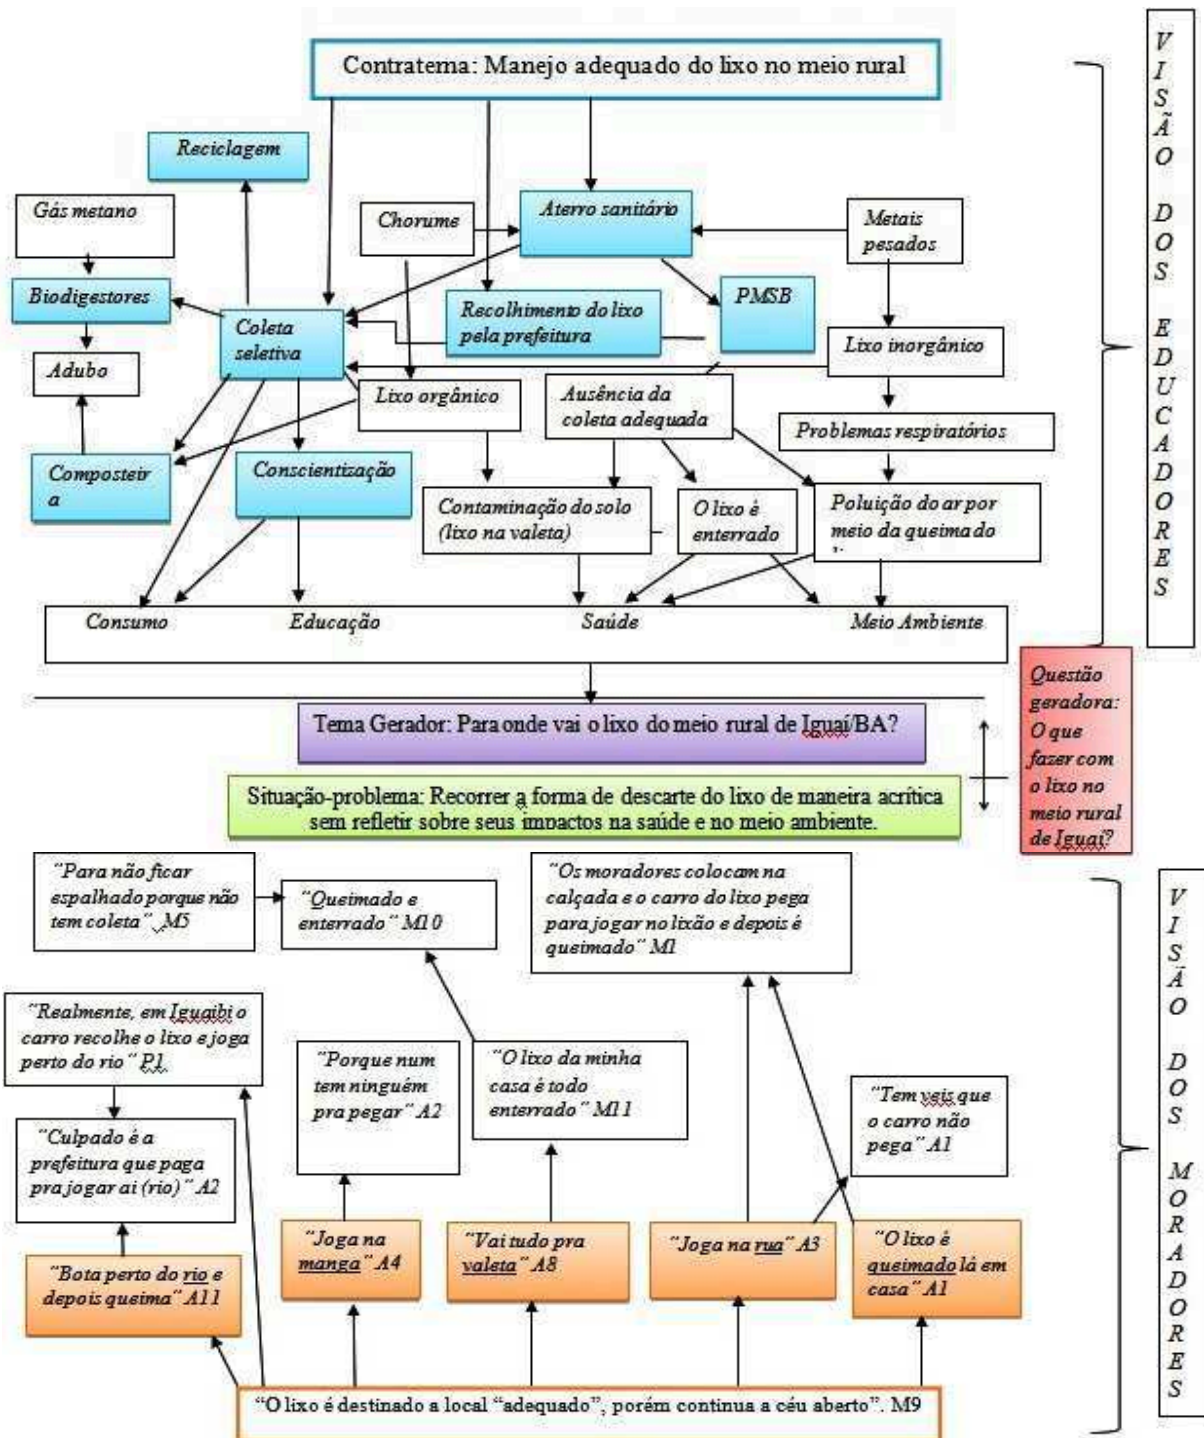 Contratema: Manejo adequado do lixo no meio rural
VISÃO DOS EDUCADORES
Reciclagem
Gás metano
Chorume
Aterro sanitário
Metais
pesados
Biodigestores
Coleta
seletiva
Recolhimento do lixo
pela prefeitura
PMSB
Lixo inorgânico
Adubo
Lixo orgânico
Ausência da
coleta adequada
Problemas respiratórios
Composteir
a
Conscientização
Contaminação do solo
(lixo na valeta)
O lixo é
enterrado
Poluição do ar por
meio da queima do
Consumo
Educação
Saúde
Meio Ambiente
Questão
geradora:
O que
fazer com
o lixo no
meio rural
de Iguaí?
Tema Gerador: Para onde vai o lixo do meio rural de Iguaí/BA?
Situação-problema: Recorrer a forma de descarte do lixo de maneira acrítica
sem refletir sobre seus impactos na saúde e no meio ambiente.
VISÃO DOS MORADORES
"Para não ficar
espalhado porque não
tem coleta" M5
"Queimado e
enterrado" M10
"Os moradores colocam na
calçada e o carro do lixo pega
para jogar no lixão e depois é
queimado" M1
"Realmente, em Iguaibi o
carro recolhe o lixo e joga
perto do rio" P1
"Porque num
tem ninguém
pra pegar" A2
"O lixo da minha
casa é todo
enterrado" M11
"Tem veis que
o carro não
pega" A1
"Culpado é a
prefeitura que paga
pra jogar ai (rio)" A2
"Bota perto do rio e
depois queima" A11
"Joga na
manga" A4
"Vai tudo pra
valeta" A8
"Joga na rua" A3
"O lixo é
queimado lá em
casa" A1
"O lixo é destinado a local "adequado", porém continua a céu aberto". M9